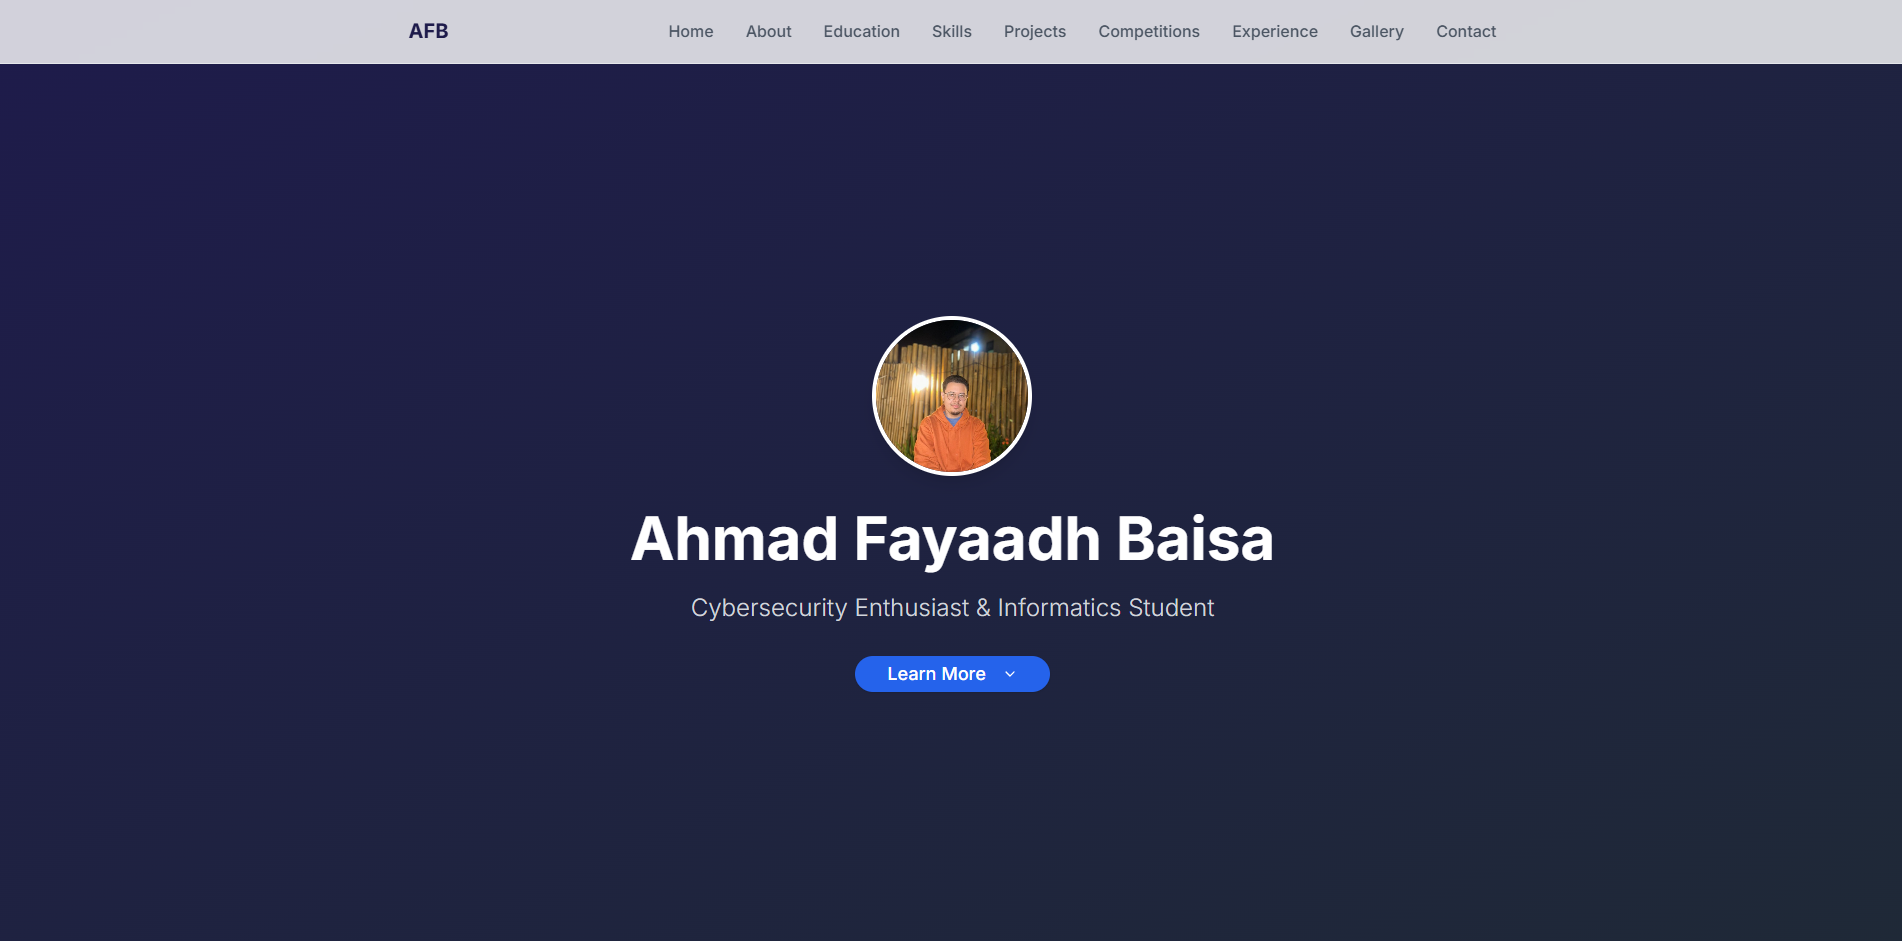 AFB
Home About Education Skills Projects Competitions Experience Gallery Contact
Ahmad Fayaadh Baisa
Cybersecurity Enthusiast & Informatics Student
Learn More